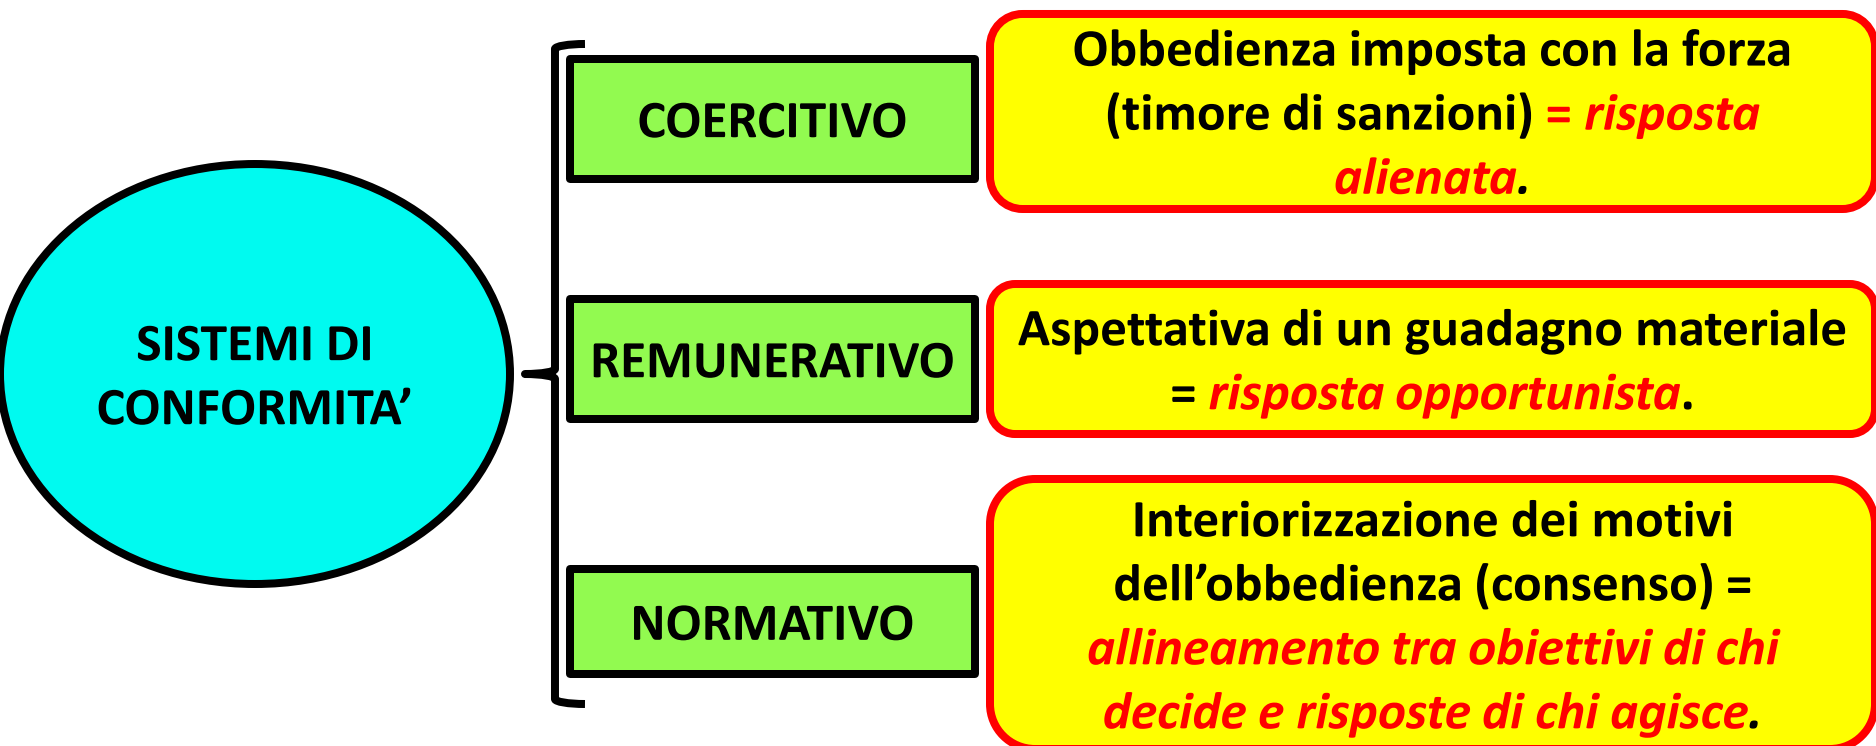 SISTEMI DI
CONFORMITA’
COERCITIVO
Obbedienza imposta con la forza
(timore di sanzioni) = risposta
alienata.
REMUNERATIVO
Aspettativa di un guadagno materiale
= risposta opportunista.
NORMATIVO
Interiorizzazione dei motivi
dell’obbedienza (consenso) =
allineamento tra obiettivi di chi
decide e risposte di chi agisce.